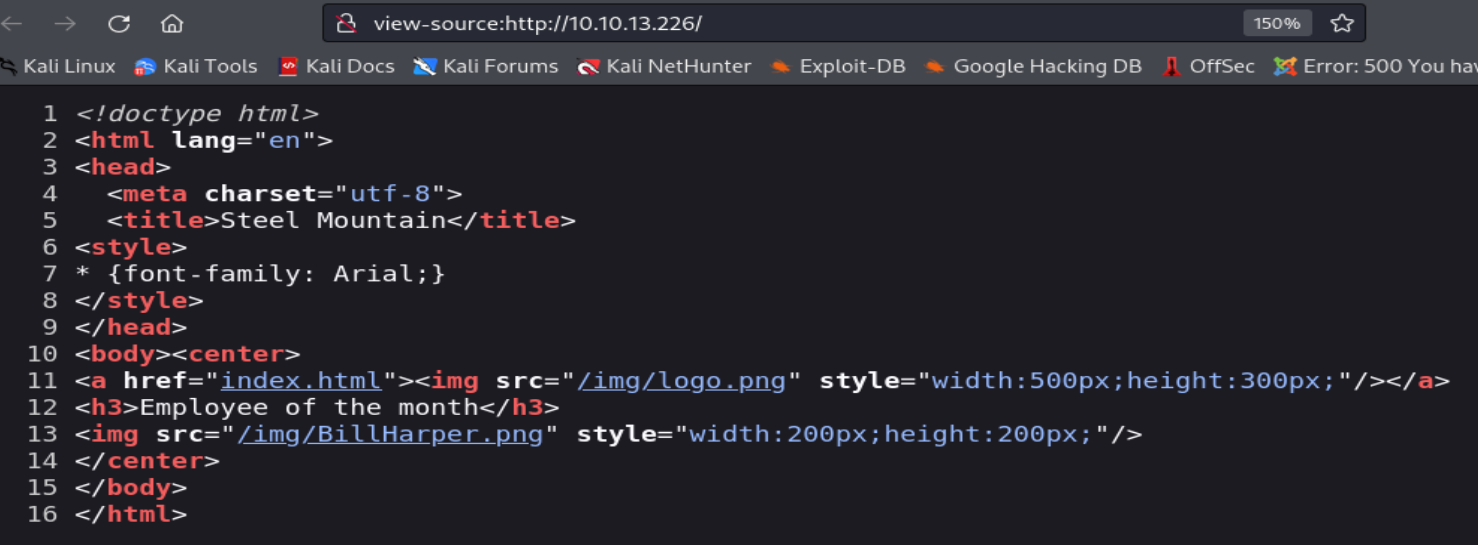 view-source:http://10.10.13.226/ 150%
Kali Linux Kali Tools Kali Docs Kali Forums Kali NetHunter Exploit-DB Google Hacking DB OffSec Error: 500 You hav
1 <!doctype html>
2 <html lang="en">
3 <head>
4   <meta charset="utf-8">
5   <title>Steel Mountain</title>
6 <style>
7 * {font-family: Arial;}
8 </style>
9 </head>
10 <body><center>
11 <a href="index.html"><img src="/img/logo.png" style="width:500px;height:300px;"/></a>
12 <h3>Employee of the month</h3>
13 <img src="/img/BillHarper.png" style="width:200px;height:200px;"/>
14 </center>
15 </body>
16 </html>